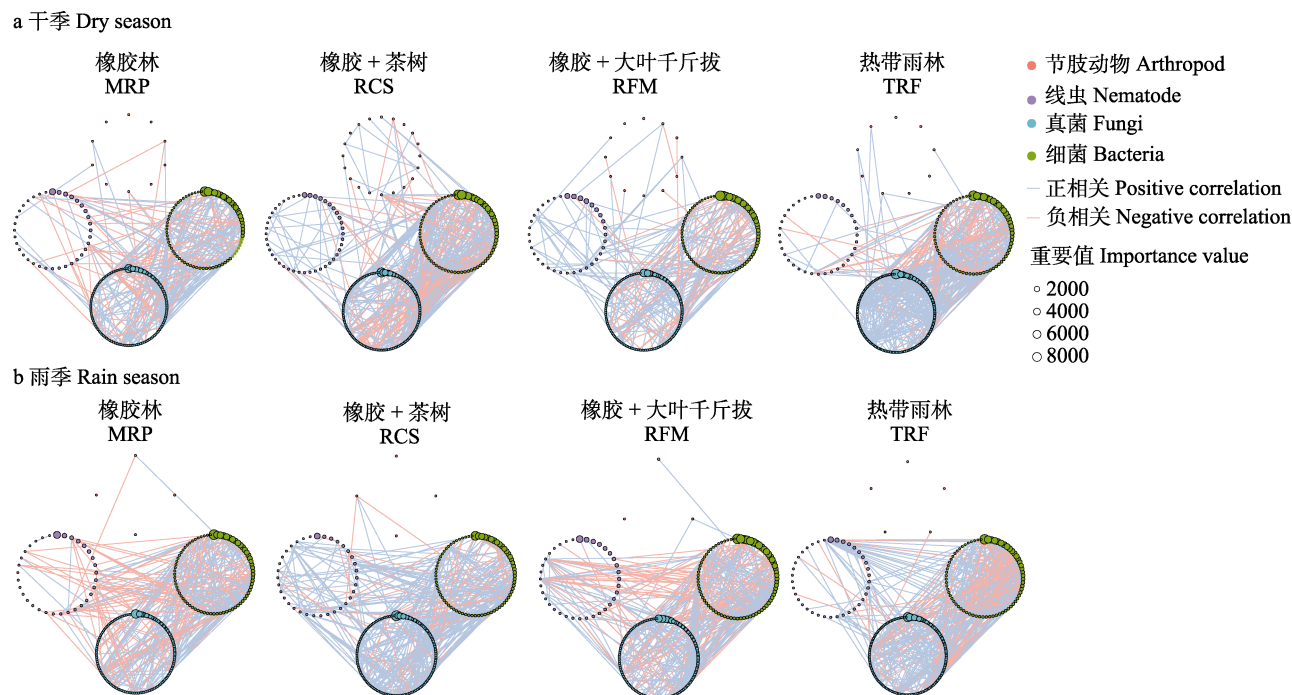 a 干季 Dry season
橡胶林
MRP
橡胶 + 茶树
RCS
橡胶 + 大叶千斤拔
RFM
热带雨林
TRF
节肢动物 Arthropod
线虫 Nematode
真菌 Fungi
细菌 Bacteria
正相关 Positive correlation
负相关 Negative correlation
重要值 Importance value
2000
4000
6000
8000
b 雨季 Rain season
橡胶林
MRP
橡胶 + 茶树
RCS
橡胶 + 大叶千斤拔
RFM
热带雨林
TRF